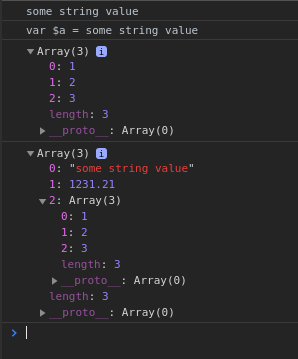 some string value
var $a = some string value
▼Array(3) i
0: 1
1: 2
2: 3
length: 3
▶__proto__: Array(0)
▼Array(3) i
0: "some string value"
1: 1231.21
▼2: Array(3)
0: 1
1: 2
2: 3
length: 3
▶__proto__: Array(0)
length: 3
▶__proto__: Array(0)
>